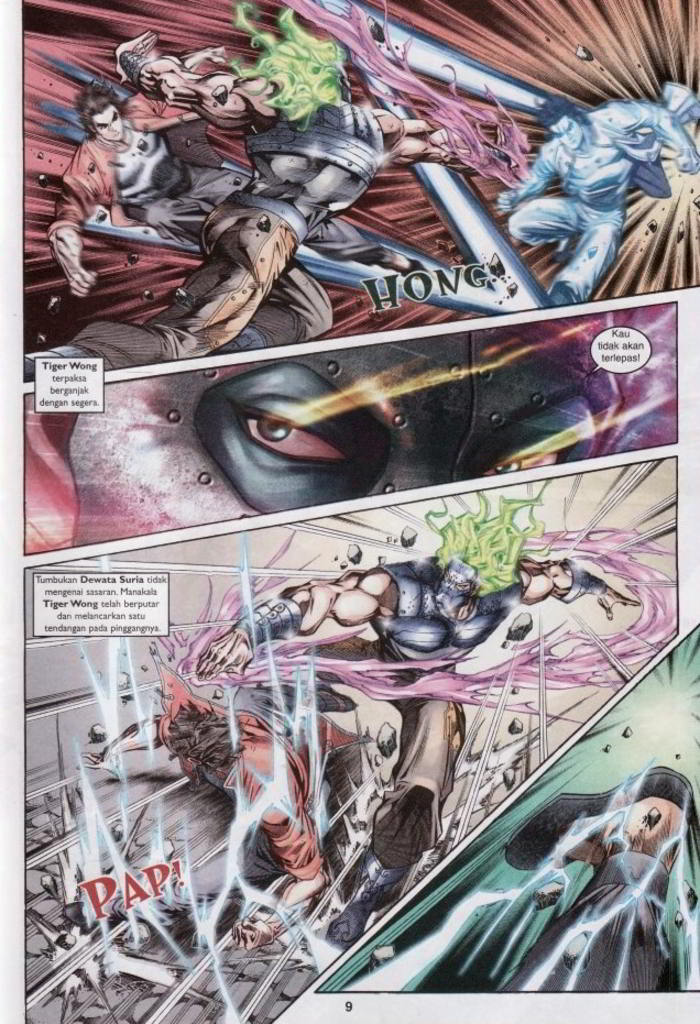 HONG
Tiger Wong
terpaksa
berganjak
dengan segera.
Kau
tidak akan
terlepas!
Tumbukan Dewata Suria tidak
mengenai sasaran. Manakala
Tiger Wong telah berputar
dan melancarkan satu
tendangan pada pinggangnya.
PAP!
9